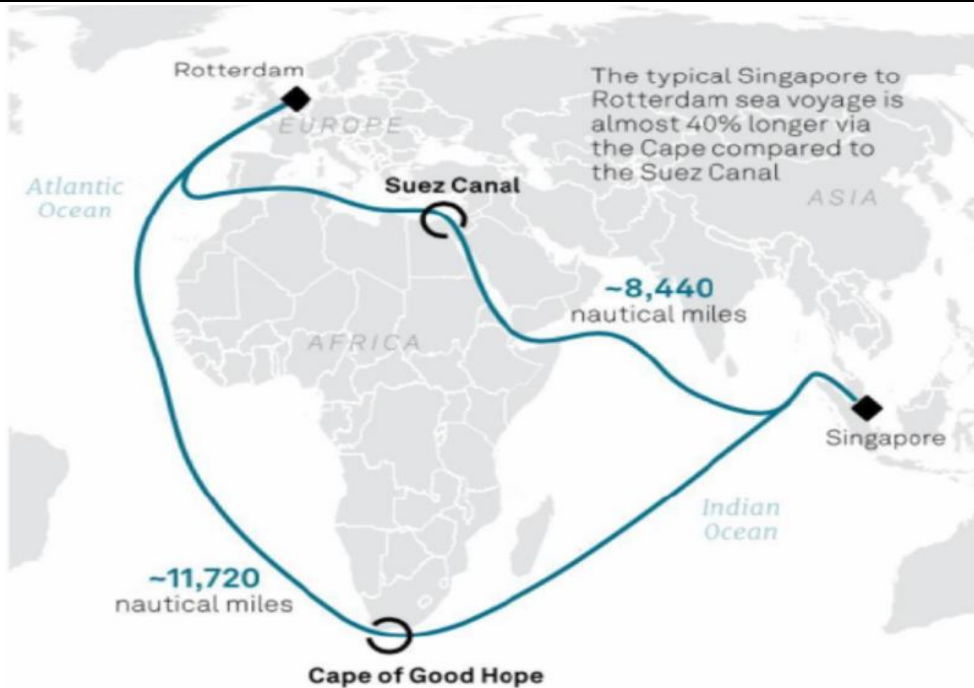 Rotterdam
The typical Singapore to
Rotterdam sea voyage is
almost 40% longer via
the Cape compared to
the Suez Canal
EUROPE
Atlantic
Ocean
Suez Canal
ASIA
~8,440
nautical miles
AFRICA
Singapore
Indian
Ocean
~11,720
nautical miles
Cape of Good Hope